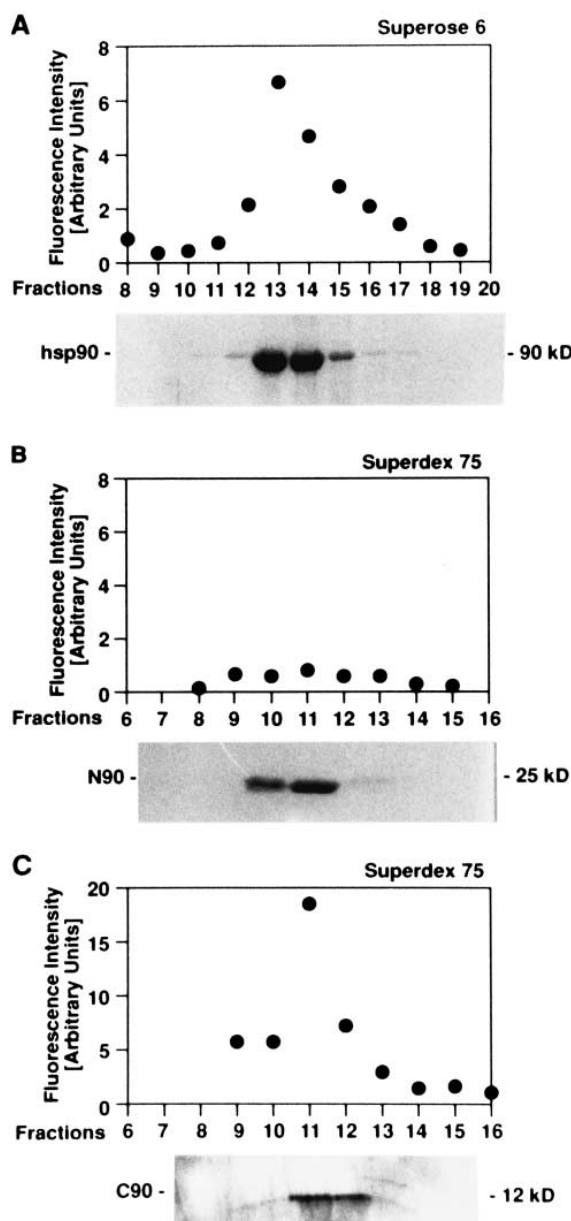 A
Superose 6
Fluorescence Intensity
[Arbitrary Units]
8
6
4
2
0
Fractions 8 9 10 11 12 13 14 15 16 17 18 19 20
hsp90 - - 90 kD
B
Superdex 75
Fluorescence Intensity
[Arbitrary Units]
8
6
4
2
0
Fractions 6 7 8 9 10 11 12 13 14 15 16
N90 - - 25 kD
C
Superdex 75
Fluorescence Intensity
[Arbitrary Units]
20
15
10
5
0
Fractions 6 7 8 9 10 11 12 13 14 15 16
C90 - - 12 kD